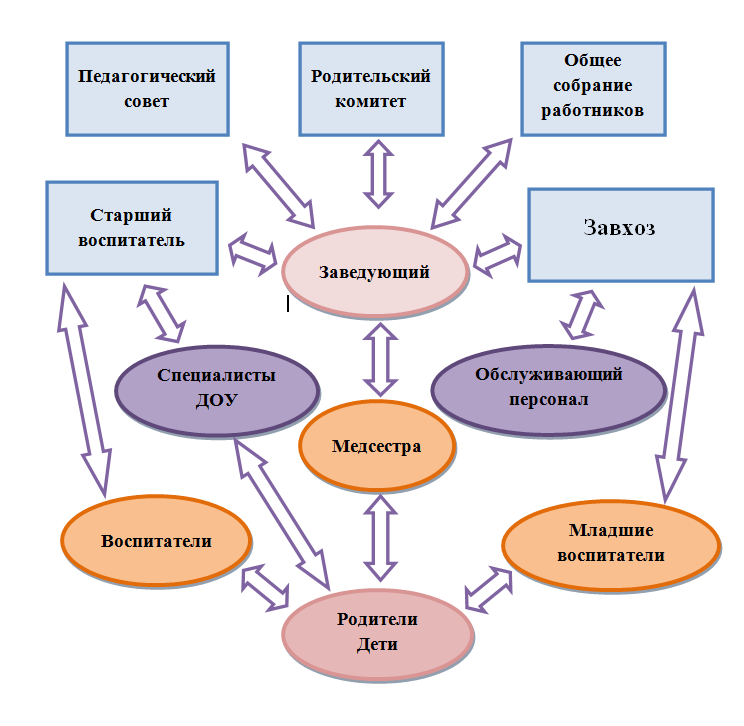 Педагогический
совет
Родительский
комитет
Общее
собрание
работников
Старший
воспитатель
Заведующий
Завхоз
Специалисты
ДОУ
Обслуживающий
персонал
Медсестра
Воспитатели
Младшие
воспитатели
Родители
Дети